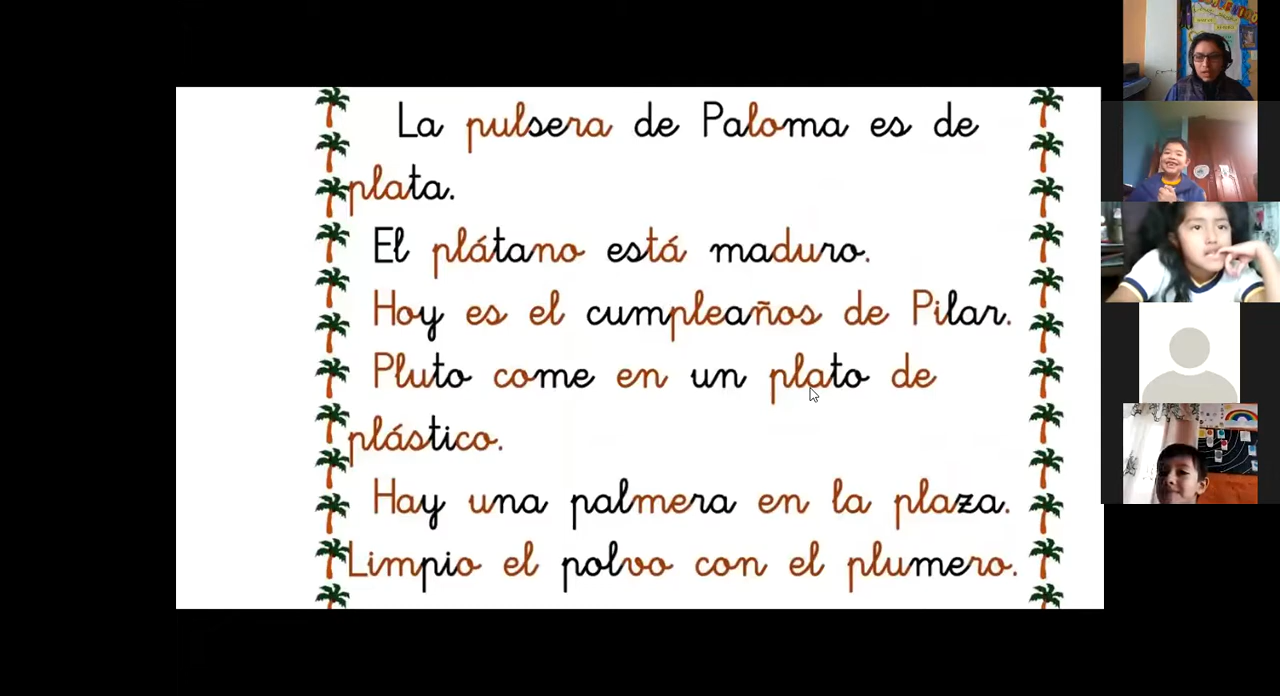 La pulsera de Paloma es de
plata.
El plátano está maduro.
Hoy es el cumpleaños de Pilar.
Pluto come en un plato de
plástico.
Hay una palmera en la plaza.
Limpio el polvo con el plumero.